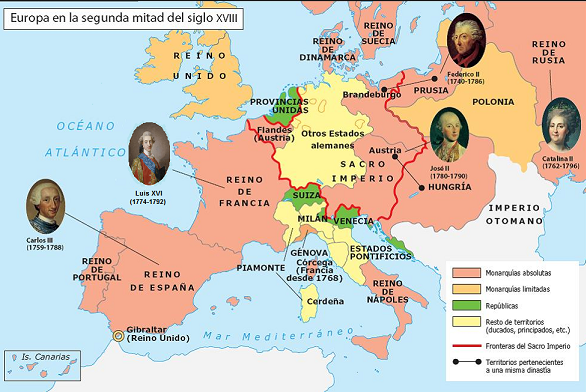 Europa en la segunda mitad del siglo XVIII
REINO
DE
SUECIA
REINO
DE
DINAMARCA
REINO
DE
RUSIA
REINO
UNIDO
Federico II
(1740-1786)
Brandeburgo
PRUSIA
PROVINCIAS
UNIDAS
POLONIA
OCÉANO
ATLÁNTICO
Flandes
(Austria)
Otros Estados
alemanes
Austria
José II
(1780-1790)
Catalina II
(1762-1796)
SACRO
IMPERIO
HUNGRÍA
Luis XVI
(1774-1792)
REINO
DE
FRANCIA
SUIZA
IMPERIO
OTOMANO
MILÁN
VENECIA
Carlos III
(1759-1788)
GÉNOVA
Córcega
(Francia
desde 1768)
ESTADOS
PONTIFICIOS
REINO
DE
PORTUGAL
REINO
DE ESPAÑA
PIAMONTE
REINO
DE
NÁPOLES
Cerdeña
Gibraltar
(Reino Unido)
Mar Mediterráneo
Is. Canarias
Monarquías absolutas
Monarquías limitadas
Repúblicas
Resto de territorios
(ducados, principados, etc.)
Fronteras del Sacro Imperio
Territorios pertenecientes
a una misma dinastía